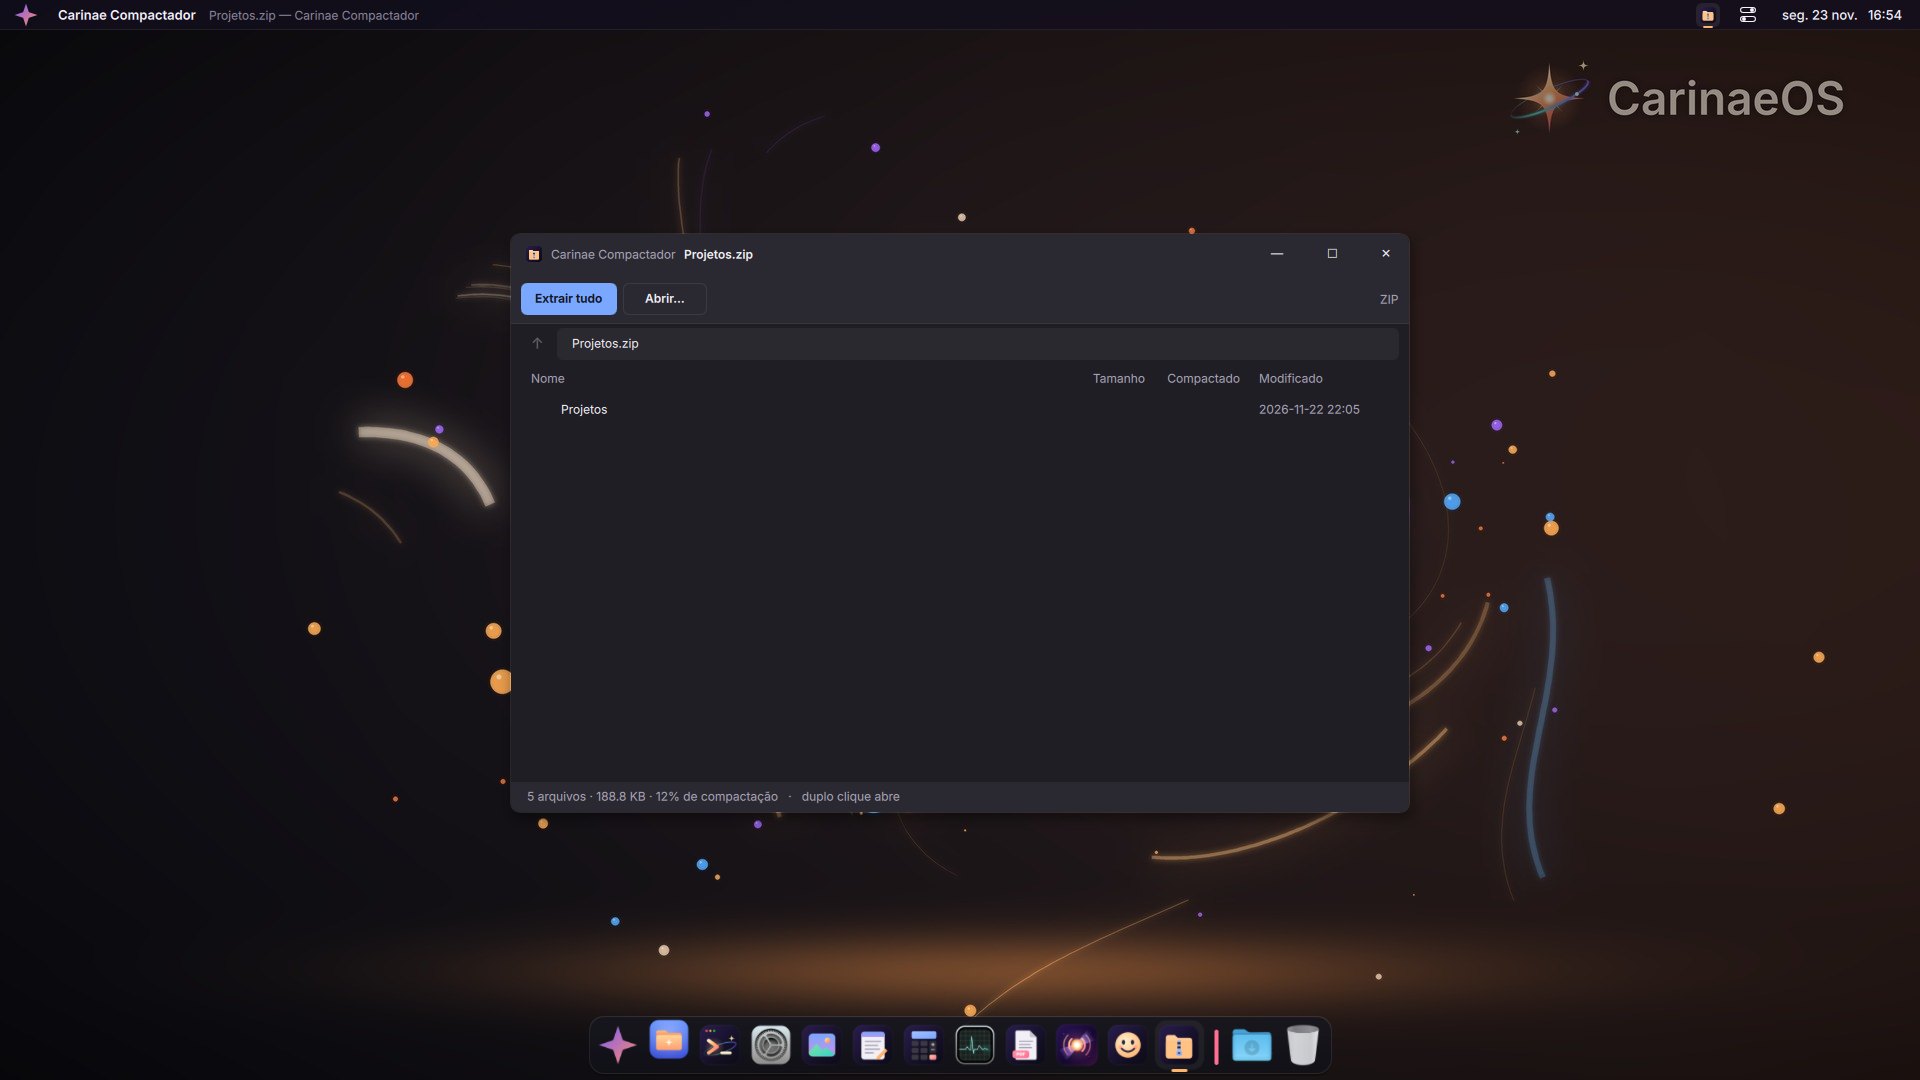 Carinae Compactador Projetos.zip — Carinae Compactador seg. 23 nov. 16:54
CarinaeOS
Carinae Compactador Projetos.zip
Extrair tudo Abrir... ZIP
Projetos.zip
Nome Tamanho Compactado Modificado
Projetos 2026-11-22 22:05
5 arquivos · 188.8 KB · 12% de compactação · duplo clique abre